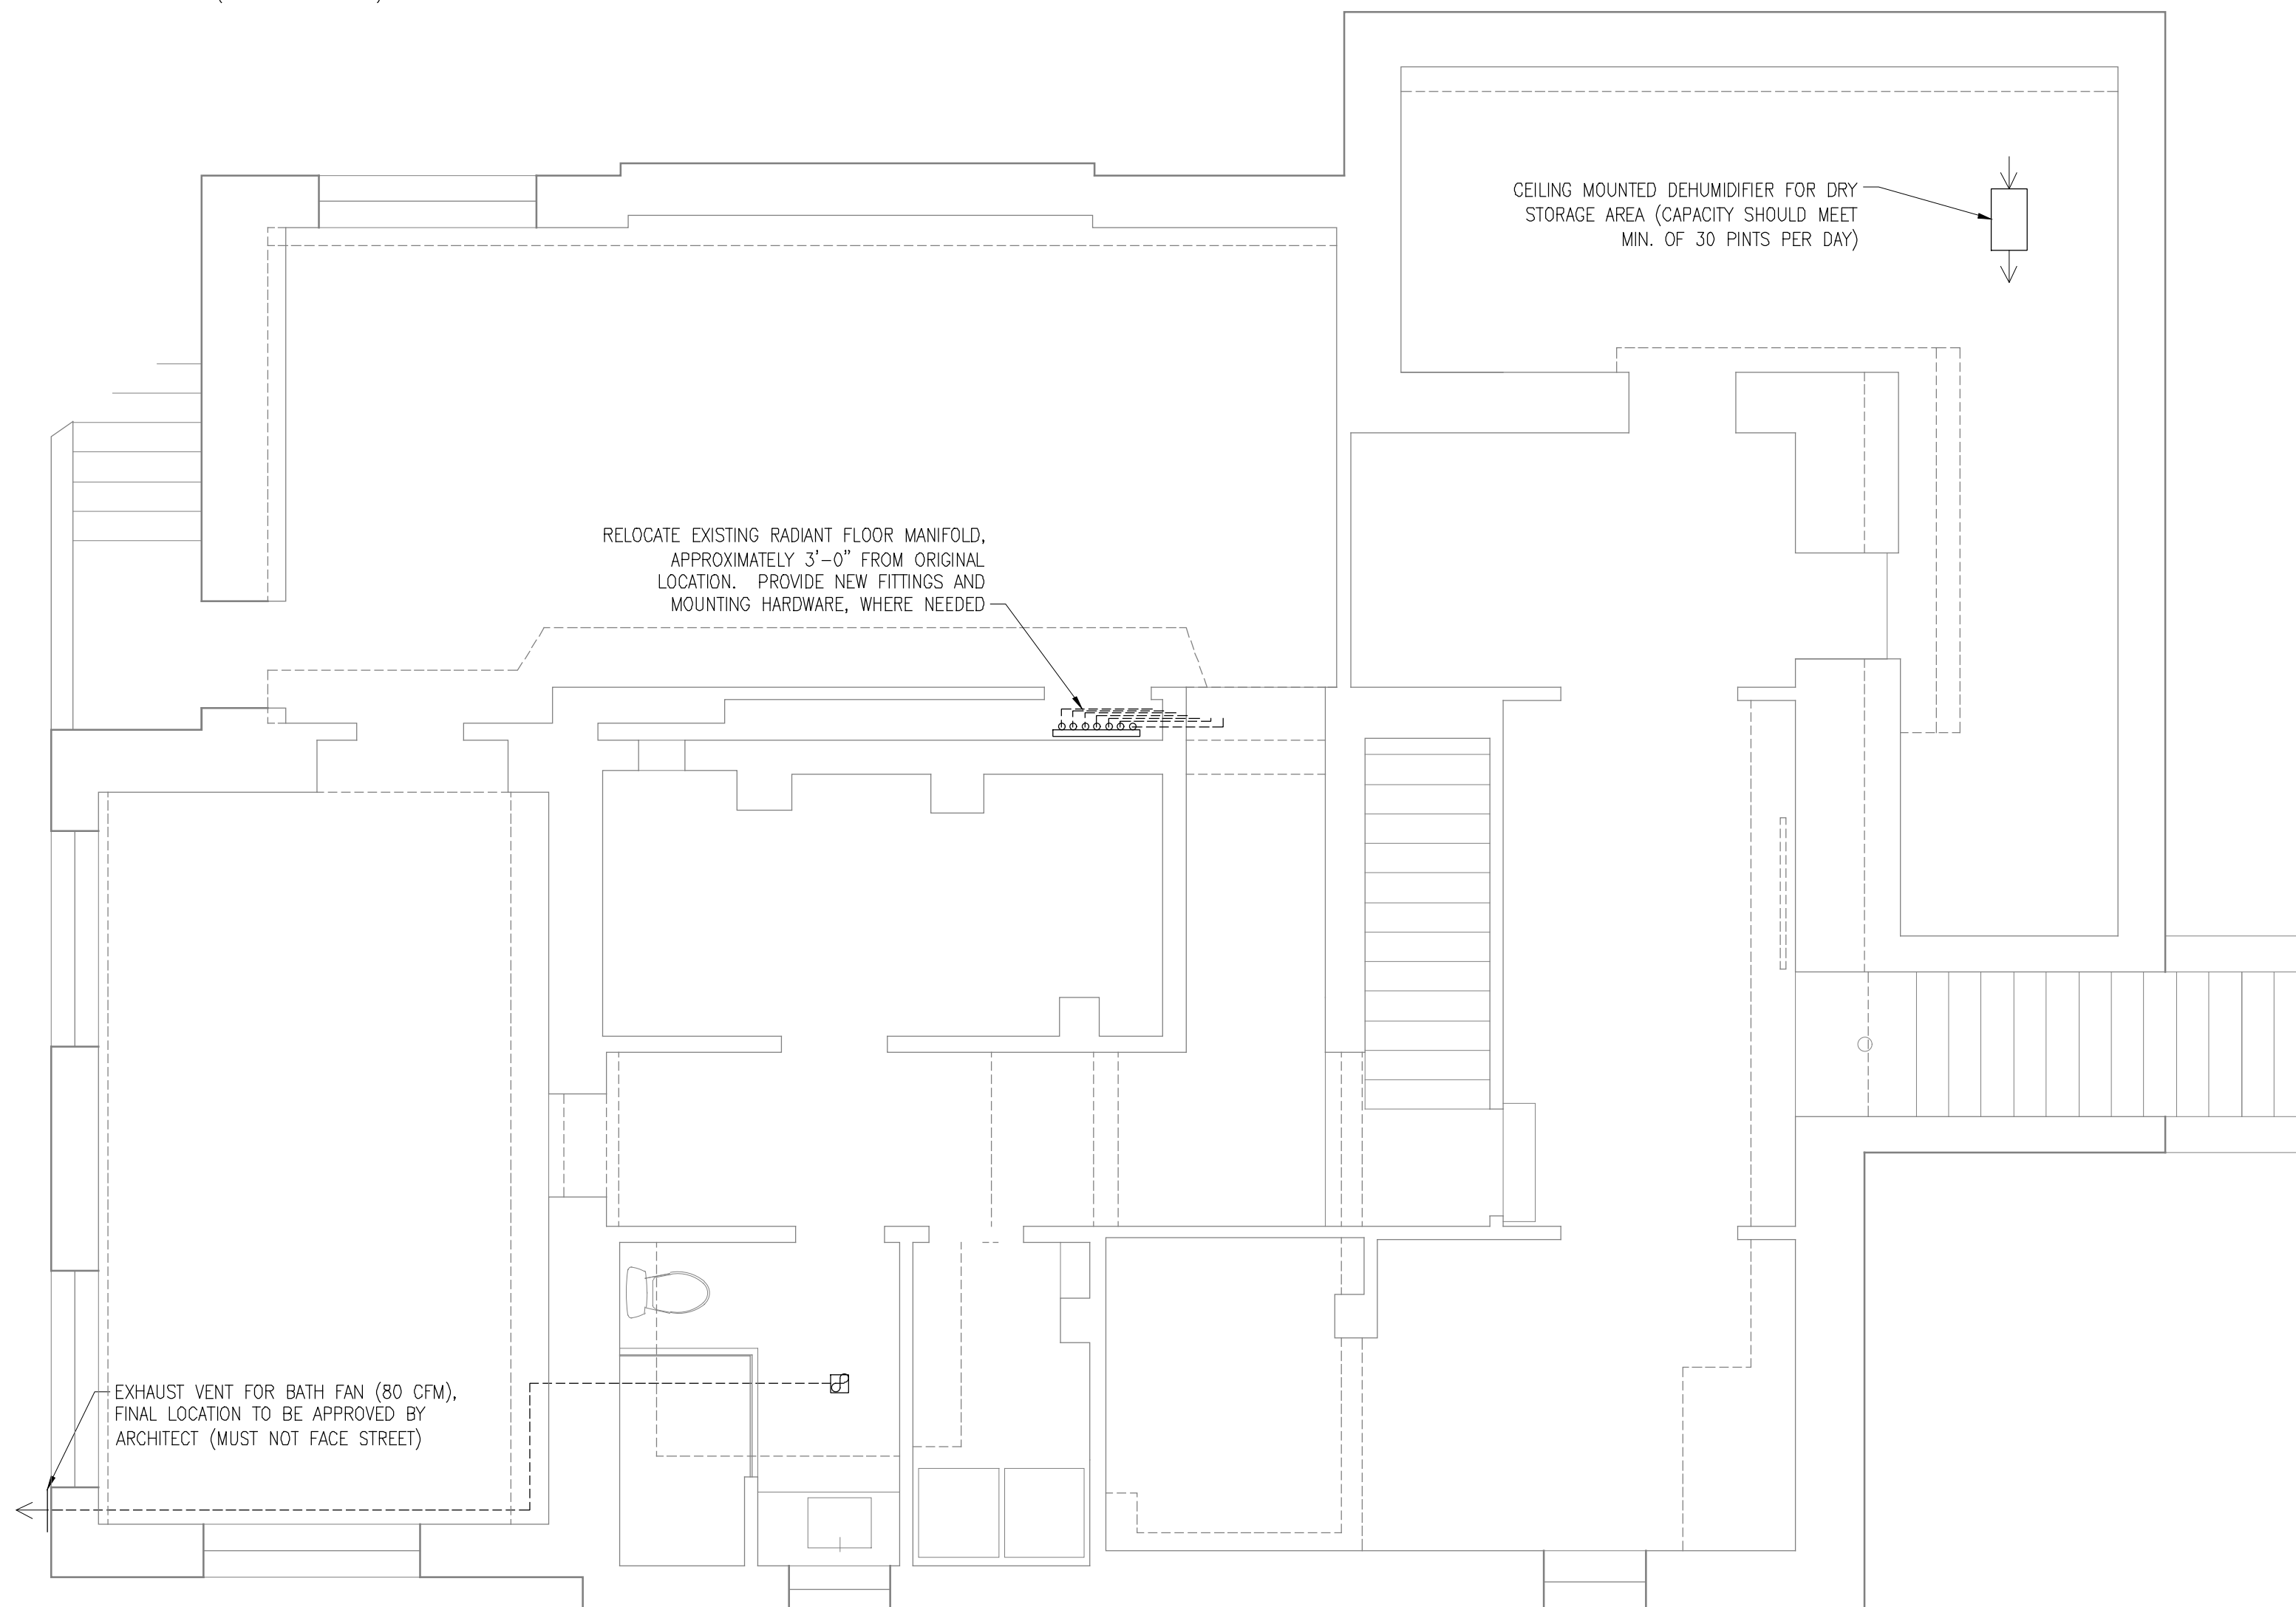 CEILING MOUNTED DEHUMIDIFIER FOR DRY
STORAGE AREA (CAPACITY SHOULD MEET
MIN. OF 30 PINTS PER DAY)
RELOCATE EXISTING RADIANT FLOOR MANIFOLD,
APPROXIMATELY 3'-0" FROM ORIGINAL
LOCATION. PROVIDE NEW FITTINGS AND
MOUNTING HARDWARE, WHERE NEEDED
EXHAUST VENT FOR BATH FAN (80 CFM),
FINAL LOCATION TO BE APPROVED BY
ARCHITECT (MUST NOT FACE STREET)